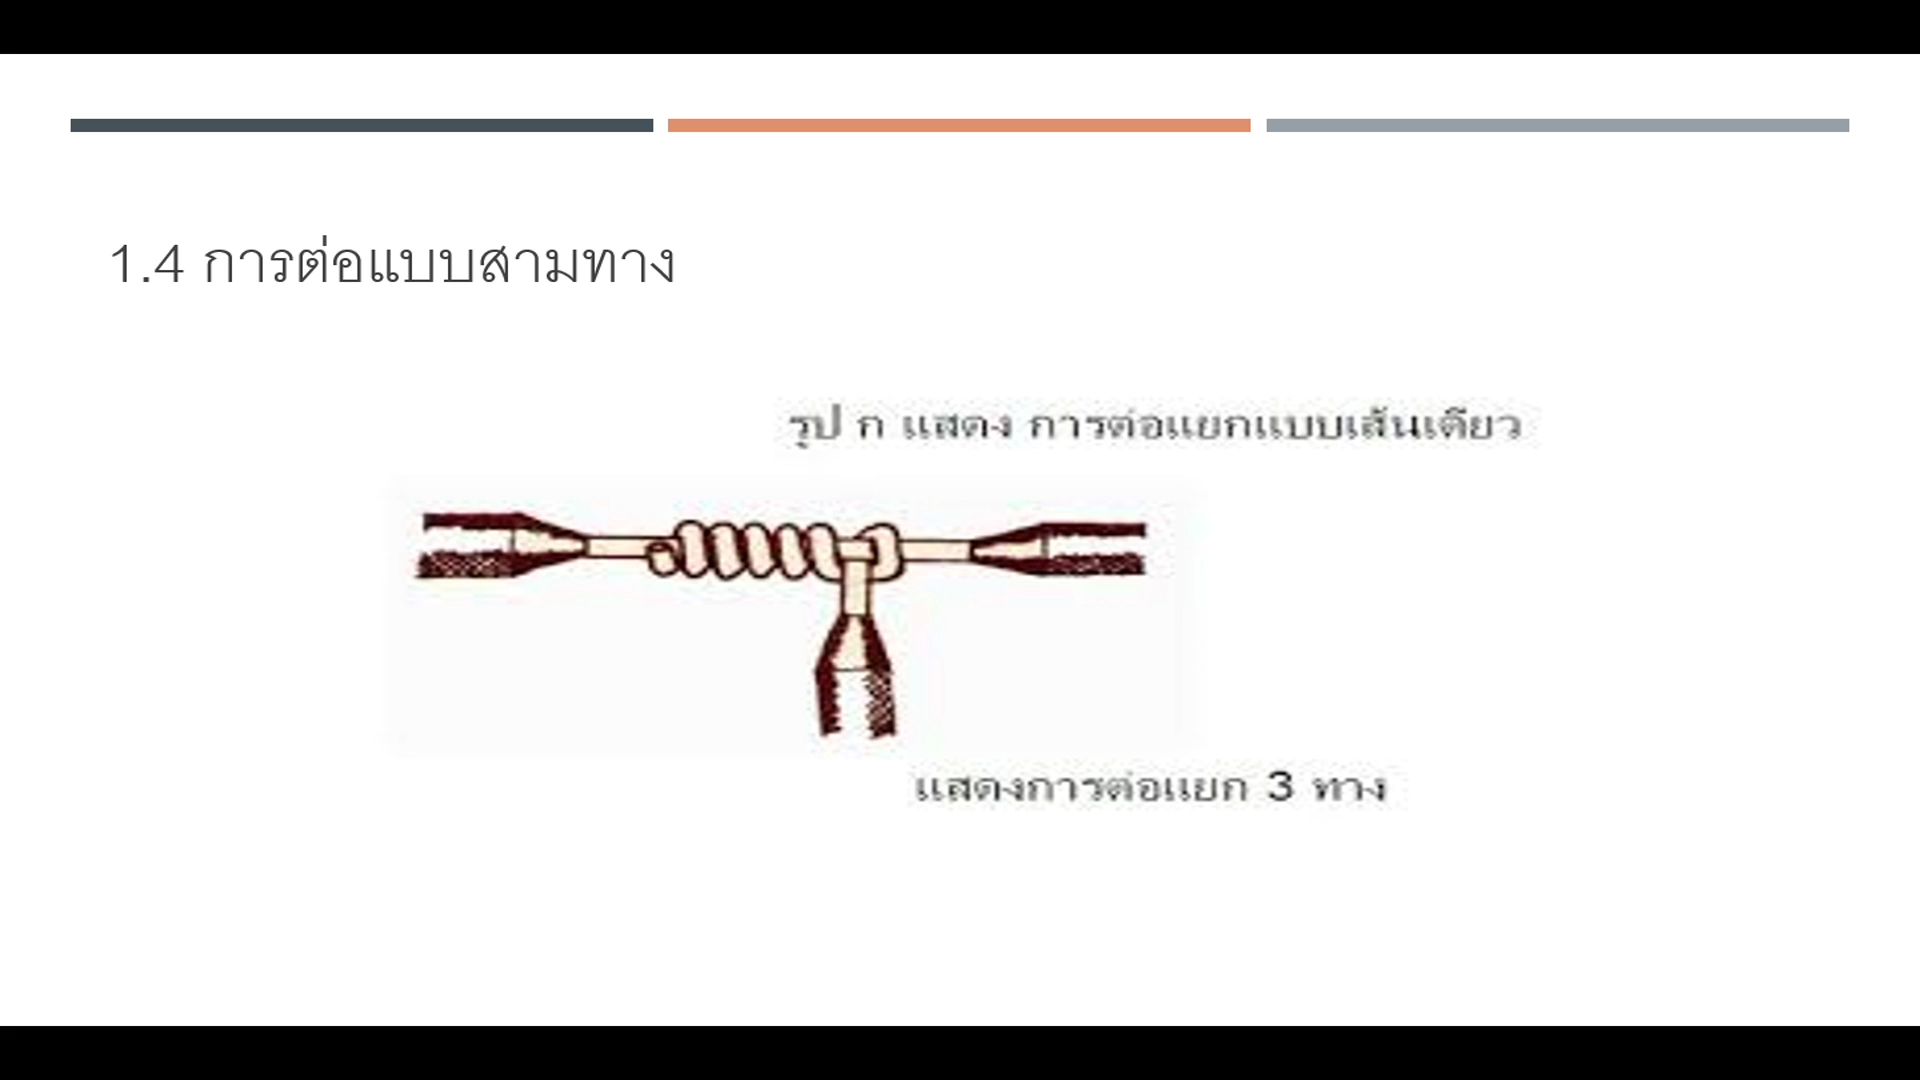 1.4 การต่อแบบสามทาง
รูป ก แสดง การต่อแยกแบบเส้นเดียว
แสดงการต่อแยก 3 ทาง